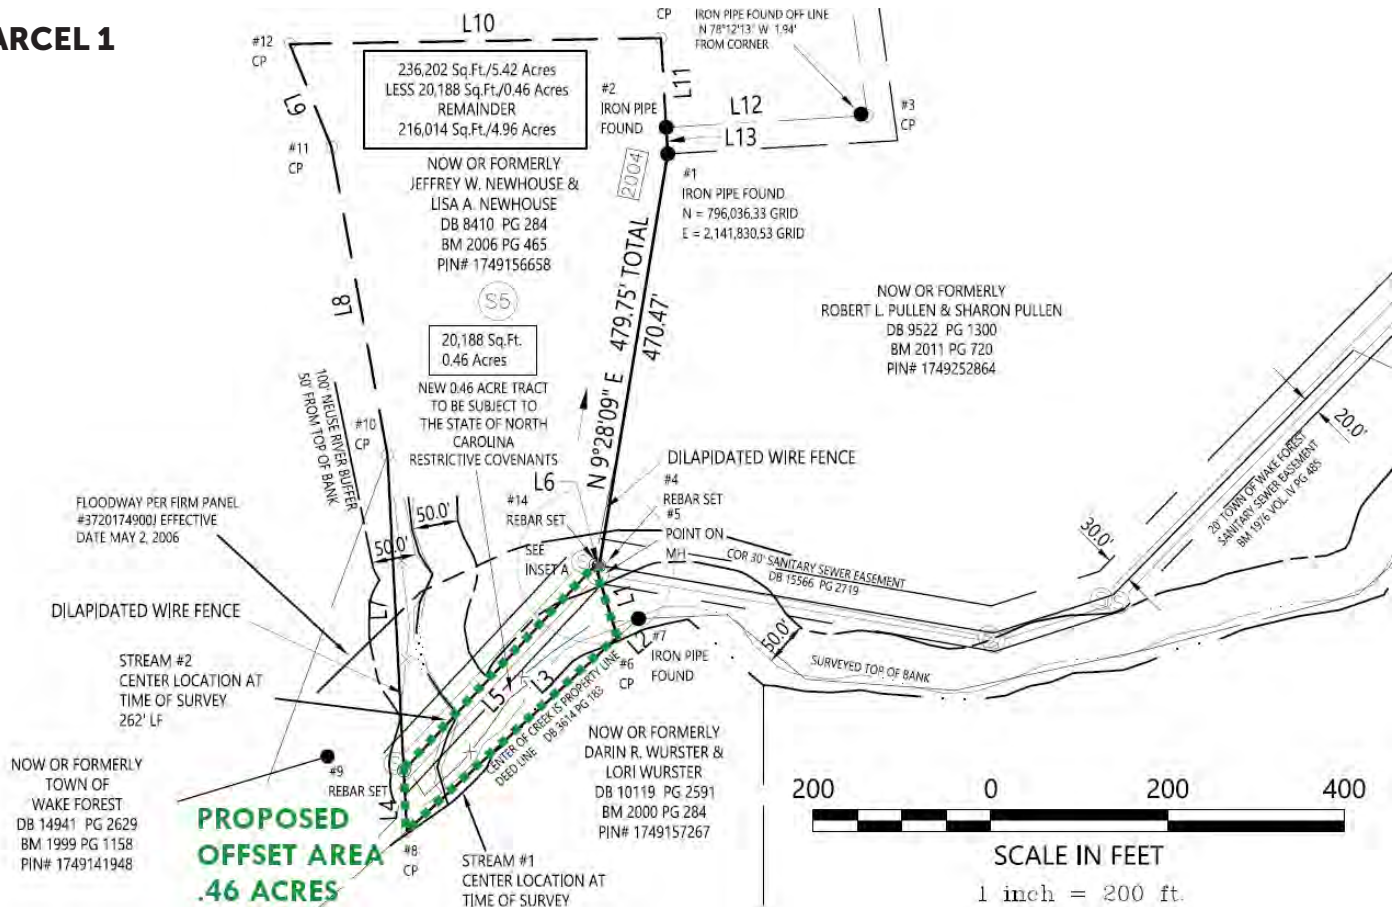 ARCEL 1
L10
CP
IRON PIPE FOUND OFF LINE
N 78°12'13" W 1.94'
FROM CORNER
#12
CP
236,202 Sq.Ft./5.42 Acres
LESS 20,188 Sq.Ft./0.46 Acres
REMAINDER
216,014 Sq.Ft./4.96 Acres
L9
L11
#2
IRON PIPE
FOUND
L12
L13
#3
CP
#11
CP
NOW OR FORMERLY
JEFFREY W. NEWHOUSE &
LISA A. NEWHOUSE
DB 8410 PG 284
BM 2006 PG 465
PIN# 1749156658
2004
#1
IRON PIPE FOUND
N = 796,036.33 GRID
E = 2,141,830.53 GRID
N 9°28'09" E 479.75' TOTAL
470.47'
S5
L8
20,188 Sq.Ft.
0.46 Acres
NOW OR FORMERLY
ROBERT L. PULLEN & SHARON PULLEN
DB 9522 PG 1300
BM 2011 PG 720
PIN# 1749252864
NEW 0.46 ACRE TRACT
TO BE SUBJECT TO
THE STATE OF NORTH
CAROLINA
RESTRICTIVE COVENANTS
100' NEUSE RIVER BUFFER
50' FROM TOP OF BANK
#10
CP
20.0'
20' TOWN OF WAKE FOREST
SANITARY SEWER EASEMENT
BM 1976 VOL. IV PG 485
DILAPIDATED WIRE FENCE
L6
#14
REBAR SET
#4
REBAR SET
#5
POINT ON
MH
FLOODWAY PER FIRM PANEL
#3720174900J EFFECTIVE
DATE MAY 2, 2006
50.0'
50.0'
30.0'
SEE
INSET A
COR 30' SANITARY SEWER EASEMENT
DB 15566 PG 2719
DILAPIDATED WIRE FENCE
L7
L1
L2
50.0'
#7
IRON PIPE
FOUND
#6
CP
SURVEYED TOP OF BANK
STREAM #2
CENTER LOCATION AT
TIME OF SURVEY
262' LF
L5
L3
CENTER OF CREEK IS PROPERTY LINE
DEED LINE DB 3614 PG 183
NOW OR FORMERLY
DARIN R. WURSTER &
LORI WURSTER
DB 10119 PG 2591
BM 2000 PG 284
PIN# 1749157267
NOW OR FORMERLY
TOWN OF
WAKE FOREST
DB 14941 PG 2629
BM 1999 PG 1158
PIN# 1749141948
#9
REBAR SET
L4
PROPOSED
OFFSET AREA
.46 ACRES
#8
CP
STREAM #1
CENTER LOCATION AT
TIME OF SURVEY
200 0 200 400
SCALE IN FEET
1 inch = 200 ft.